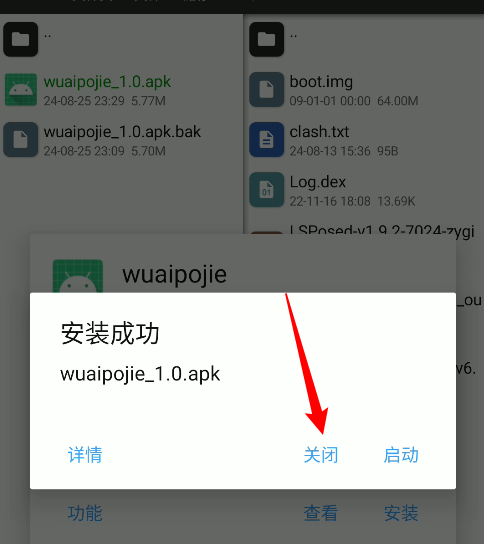 ..
wuaipojie_1.0.apk
24-08-25 23:29 5.77M
wuaipojie_1.0.apk.bak
24-08-25 23:09 5.70M
..
boot.img
09-01-01 00:00 64.00M
clash.txt
24-08-13 15:36 95B
Log.dex
22-11-16 18:08 13.69K
LSPosed-v1.9.2-7024-zygi
_ou
v6.
wuaipojie
安装成功
wuaipojie_1.0.apk
详情
关闭
启动
功能
查看
安装